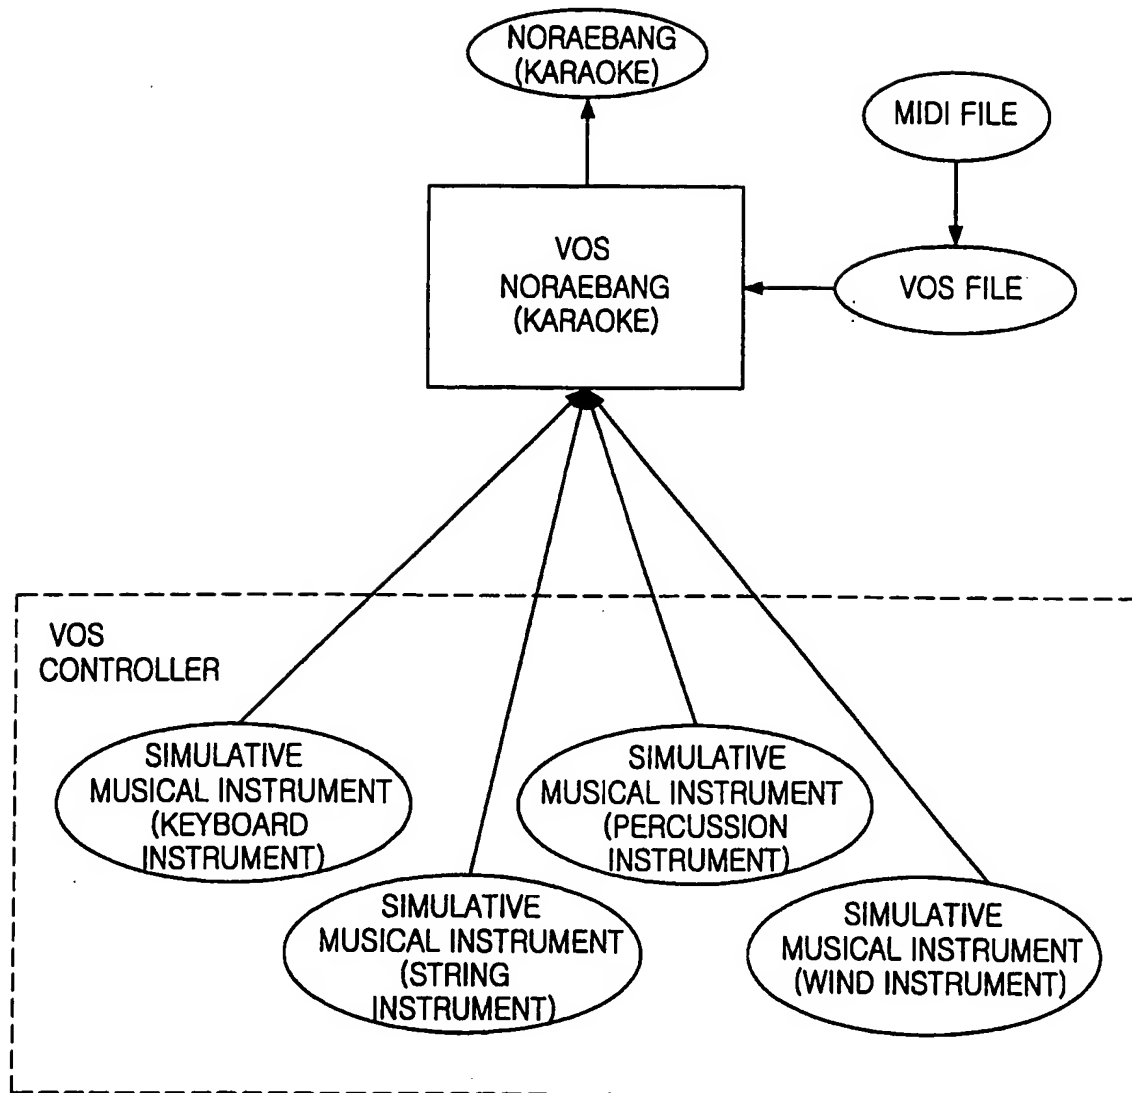 NORAEBANG
(KARAOKE)
MIDI FILE
VOS
NORAEBANG
(KARAOKE)
VOS FILE
VOS
CONTROLLER
SIMULATIVE
MUSICAL INSTRUMENT
(KEYBOARD
INSTRUMENT)
SIMULATIVE
MUSICAL INSTRUMENT
(PERCUSSION
INSTRUMENT)
SIMULATIVE
MUSICAL INSTRUMENT
(STRING
INSTRUMENT)
SIMULATIVE
MUSICAL INSTRUMENT
(WIND INSTRUMENT)